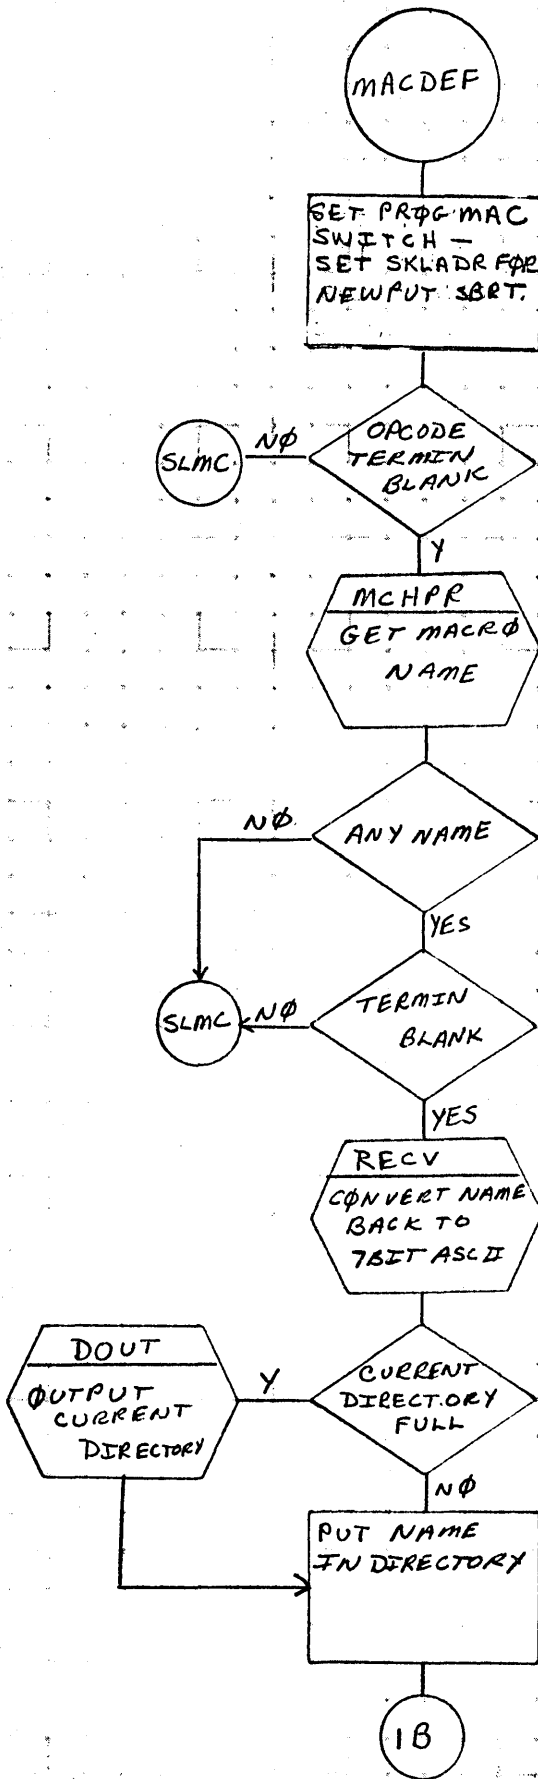 MACDEF
SET PRØG MAC
SWITCH —
SET SKLADR FØR
NEWPUT SBRT.
OPCODE
TERMIN
BLANK
NØ
SLMC
Y
MCHPR
GET MACRØ
NAME
ANY NAME
NØ
YES
TERMIN
BLANK
NØ
SLMC
YES
RECV
CØNVERT NAME
BACK TO
7BIT ASCII
CURRENT
DIRECTORY
FULL
Y
DOUT
ØUTPUT
CURRENT
DIRECTORY
NØ
PUT NAME
IN DIRECTORY
1B